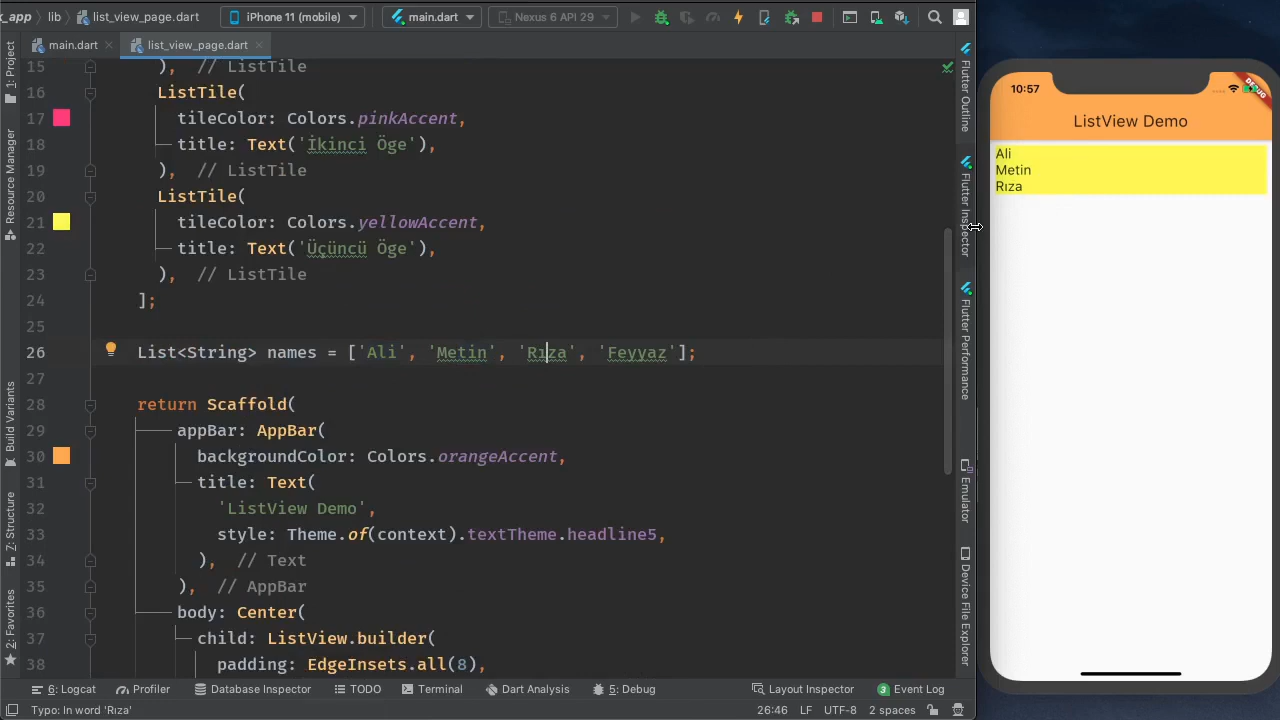 _app
lib
list_view_page.dart
iPhone 11 (mobile)
main.dart
Nexus 6 API 29
main.dart
list_view_page.dart
1: Project
Resource Manager
Build Variants
Z: Structure
2: Favorites
15 ), // ListTile
16 ListTile(
17 tileColor: Colors.pinkAccent,
18 title: Text('İkinci Öge'),
19 ), // ListTile
20 ListTile(
21 tileColor: Colors.yellowAccent,
22 title: Text('Üçüncü Öge'),
23 ), // ListTile
24 ];
25
26 List<String> names = ['Ali', 'Metin', 'Rıza', 'Feyyaz'];
27
28 return Scaffold(
29 appBar: AppBar(
30 backgroundColor: Colors.orangeAccent,
31 title: Text(
32 'ListView Demo',
33 style: Theme.of(context).textTheme.headline5,
34 ), // Text
35 ), // AppBar
36 body: Center(
37 child: ListView.builder(
38 padding: EdgeInsets.all(8),
Flutter Outline
Flutter Inspector
Flutter Performance
Emulator
Device File Explorer
6: Logcat
Profiler
Database Inspector
TODO
Terminal
Dart Analysis
5: Debug
Layout Inspector
3 Event Log
Typo: In word 'Rıza'
26:46
LF
UTF-8
2 spaces
10:57
DEBUG
ListView Demo
Ali
Metin
Rıza